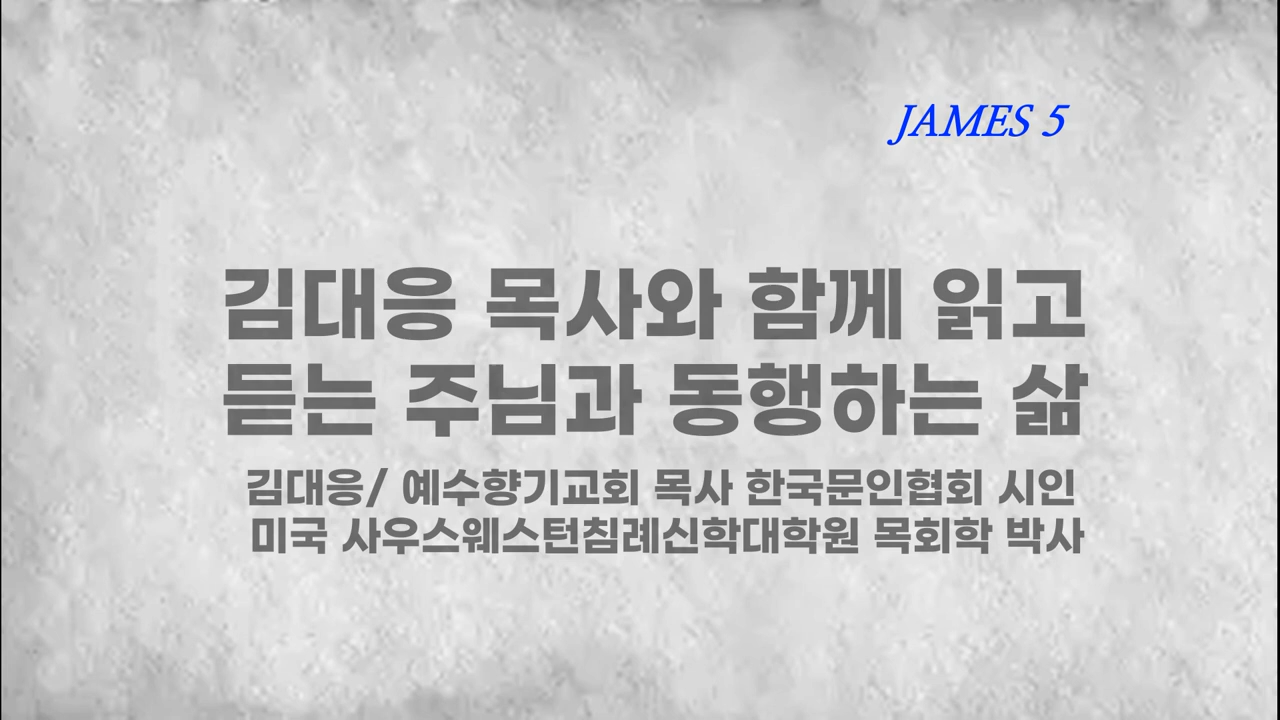 JAMES 5
김대응 목사와 함께 읽고
듣는 주님과 동행하는 삶
김대응/ 예수향기교회 목사 한국문인협회 시인
미국 사우스웨스턴침례신학대학원 목회학 박사